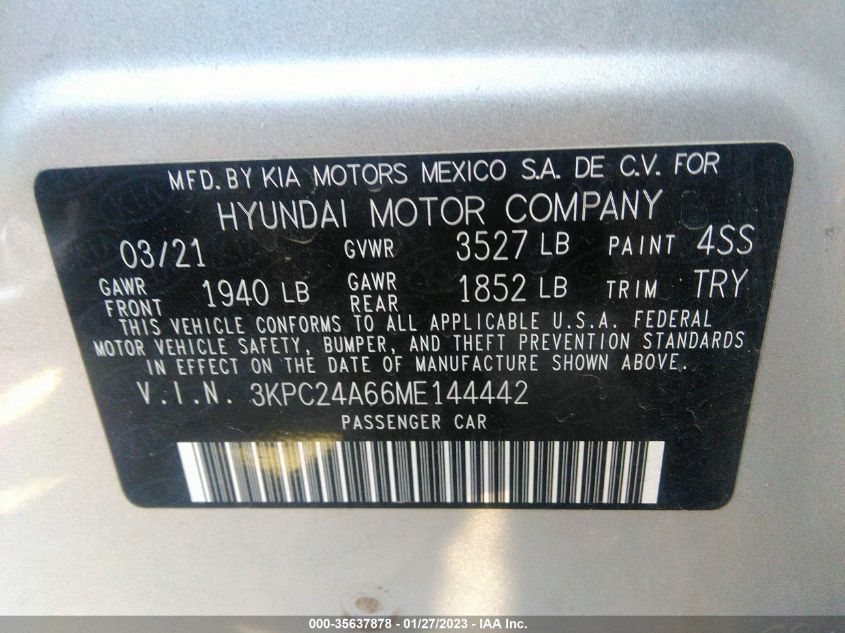 MFD. BY KIA MOTORS MEXICO S.A. DE C.V. FOR
HYUNDAI MOTOR COMPANY
03/21 GVWR 3527 LB PAINT 4SS
GAWR FRONT 1940 LB GAWR REAR 1852 LB TRIM TRY
THIS VEHICLE CONFORMS TO ALL APPLICABLE U.S.A. FEDERAL
MOTOR VEHICLE SAFETY, BUMPER, AND THEFT PREVENTION STANDARDS
IN EFFECT ON THE DATE OF MANUFACTURE SHOWN ABOVE.
V.I.N. 3KPC24A66ME144442
PASSENGER CAR
000-35637878 - 01/27/2023 - IAA Inc.